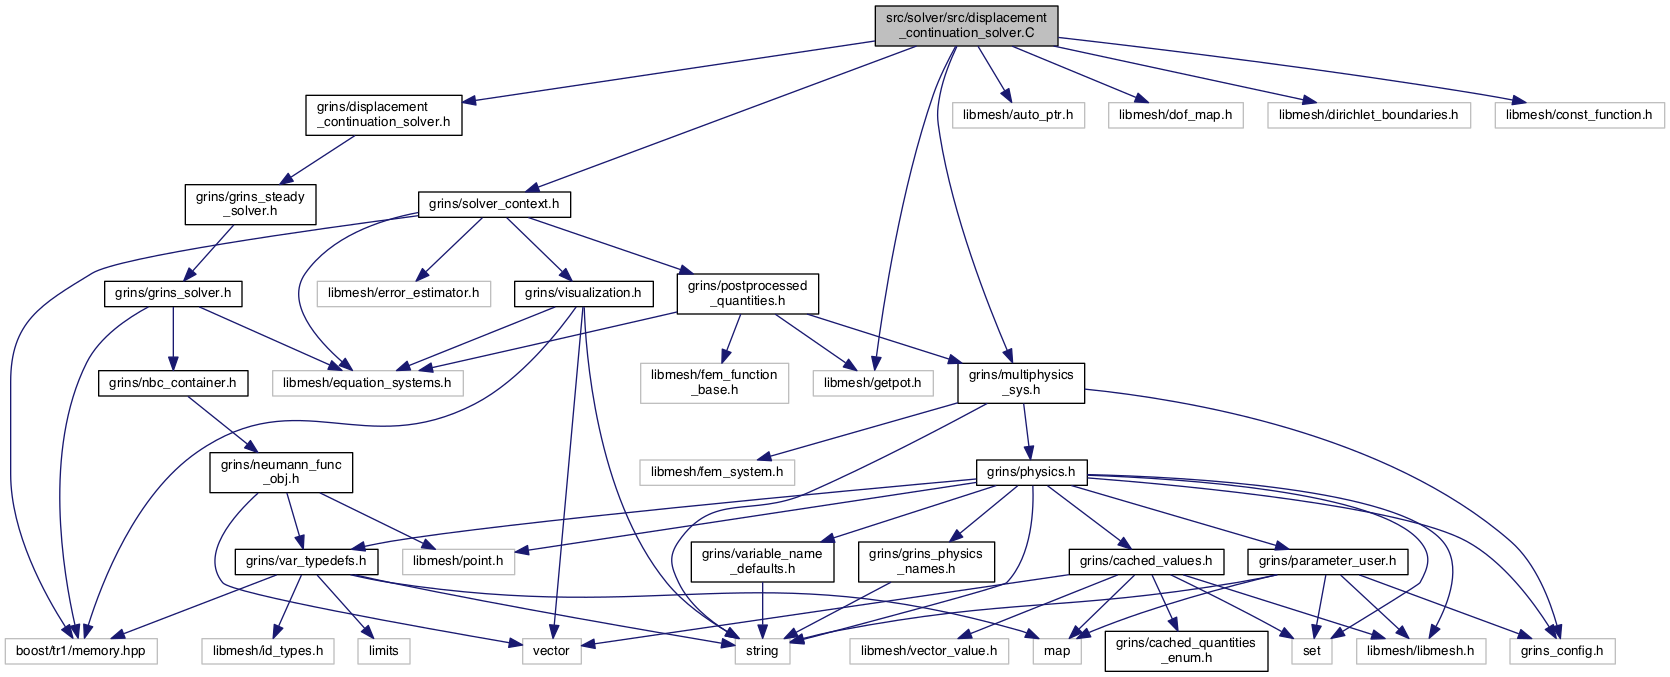 src/solver/src/displacement
_continuation_solver.C
grins/displacement
_continuation_solver.h
libmesh/auto_ptr.h
libmesh/dof_map.h
libmesh/dirichlet_boundaries.h
libmesh/const_function.h
grins/grins_steady
_solver.h
grins/solver_context.h
grins/grins_solver.h
libmesh/error_estimator.h
grins/visualization.h
grins/postprocessed
_quantities.h
grins/nbc_container.h
libmesh/equation_systems.h
libmesh/fem_function
_base.h
libmesh/getpot.h
grins/multiphysics
_sys.h
grins/neumann_func
_obj.h
libmesh/fem_system.h
grins/physics.h
grins/var_typedefs.h
libmesh/point.h
grins/variable_name
_defaults.h
grins/grins_physics
_names.h
grins/cached_values.h
grins/parameter_user.h
boost/tr1/memory.hpp
libmesh/id_types.h
limits
vector
string
libmesh/vector_value.h
map
grins/cached_quantities
_enum.h
set
libmesh/libmesh.h
grins_config.h